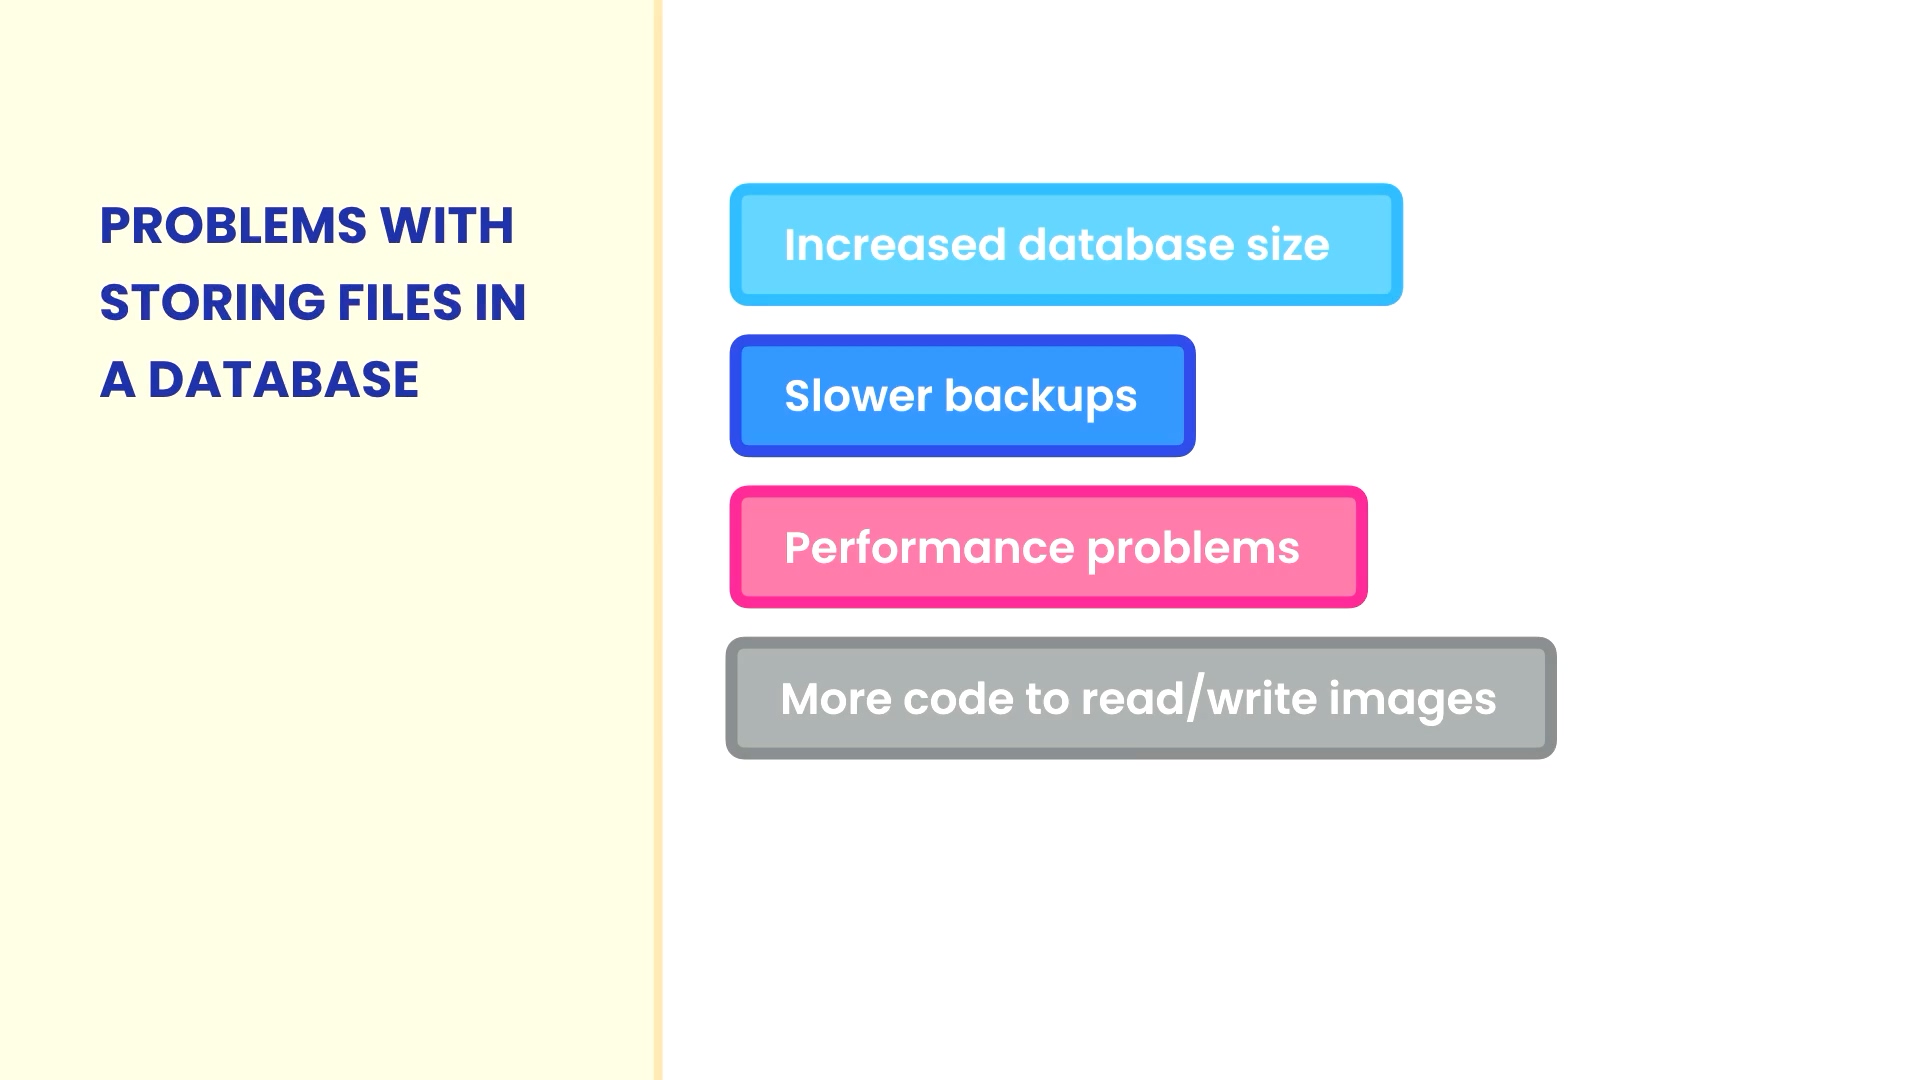 PROBLEMS WITH
STORING FILES IN
A DATABASE
Increased database size
Slower backups
Performance problems
More code to read/write images